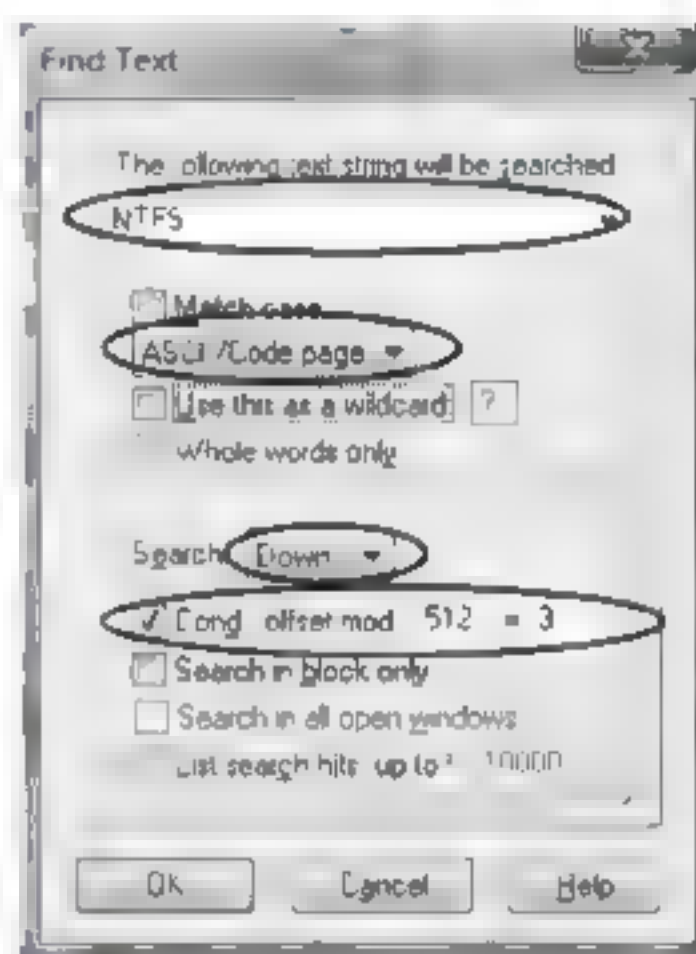 Find Text
The following text string will be searched
NTFS
Match case
ASCII/Code page
Use this as a wildcard: ?
Whole words only
Search: Down
Cond.: offset mod 512 = 3
Search in block only
Search in all open windows
List search hits, up to 10000
OK
Cancel
Help